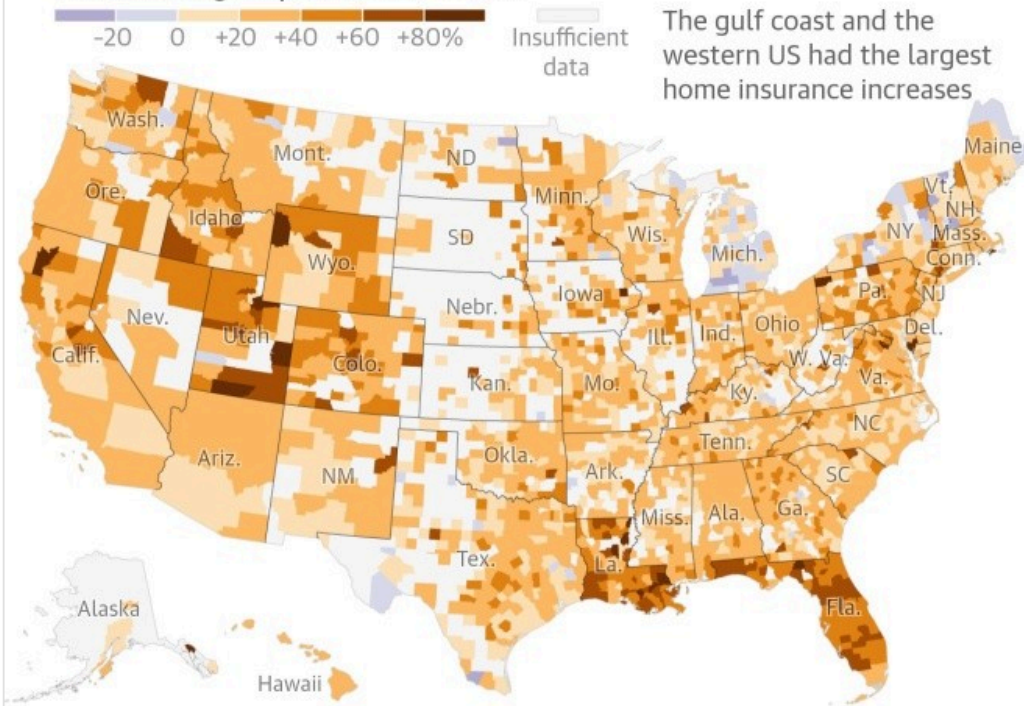 -20 0 +20 +40 +60 +80%
Insufficient
data
The gulf coast and the
western US had the largest
home insurance increases
Wash.
Mont.
ND
Minn.
Maine
Ore.
Idaho
SD
Wis.
Mich.
Vt.
NH
NY
Mass.
Conn.
Wyo.
Nebr.
Iowa
Pa.
NJ
Nev.
Utah
Colo.
Ill.
Ind.
Ohio
Del.
W. Va.
Calif.
Kan.
Mo.
Ky.
Va.
Ariz.
NM
Okla.
Ark.
Tenn.
NC
SC
Miss.
Ala.
Ga.
Tex.
La.
Fla.
Alaska
Hawaii